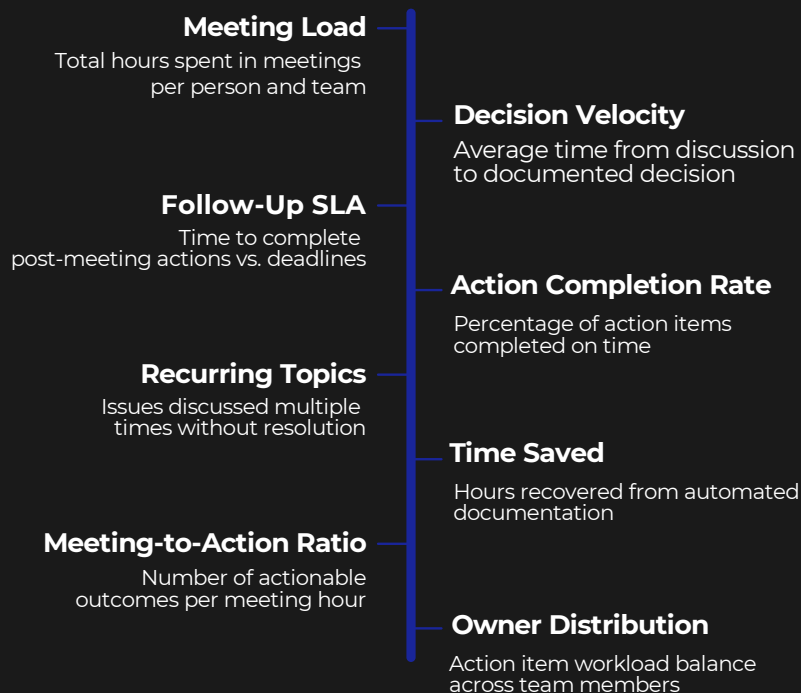 Meeting Load
Total hours spent in meetings
per person and team
Decision Velocity
Average time from discussion
to documented decision
Follow-Up SLA
Time to complete
post-meeting actions vs. deadlines
Action Completion Rate
Percentage of action items
completed on time
Recurring Topics
Issues discussed multiple
times without resolution
Time Saved
Hours recovered from automated
documentation
Meeting-to-Action Ratio
Number of actionable
outcomes per meeting hour
Owner Distribution
Action item workload balance
across team members